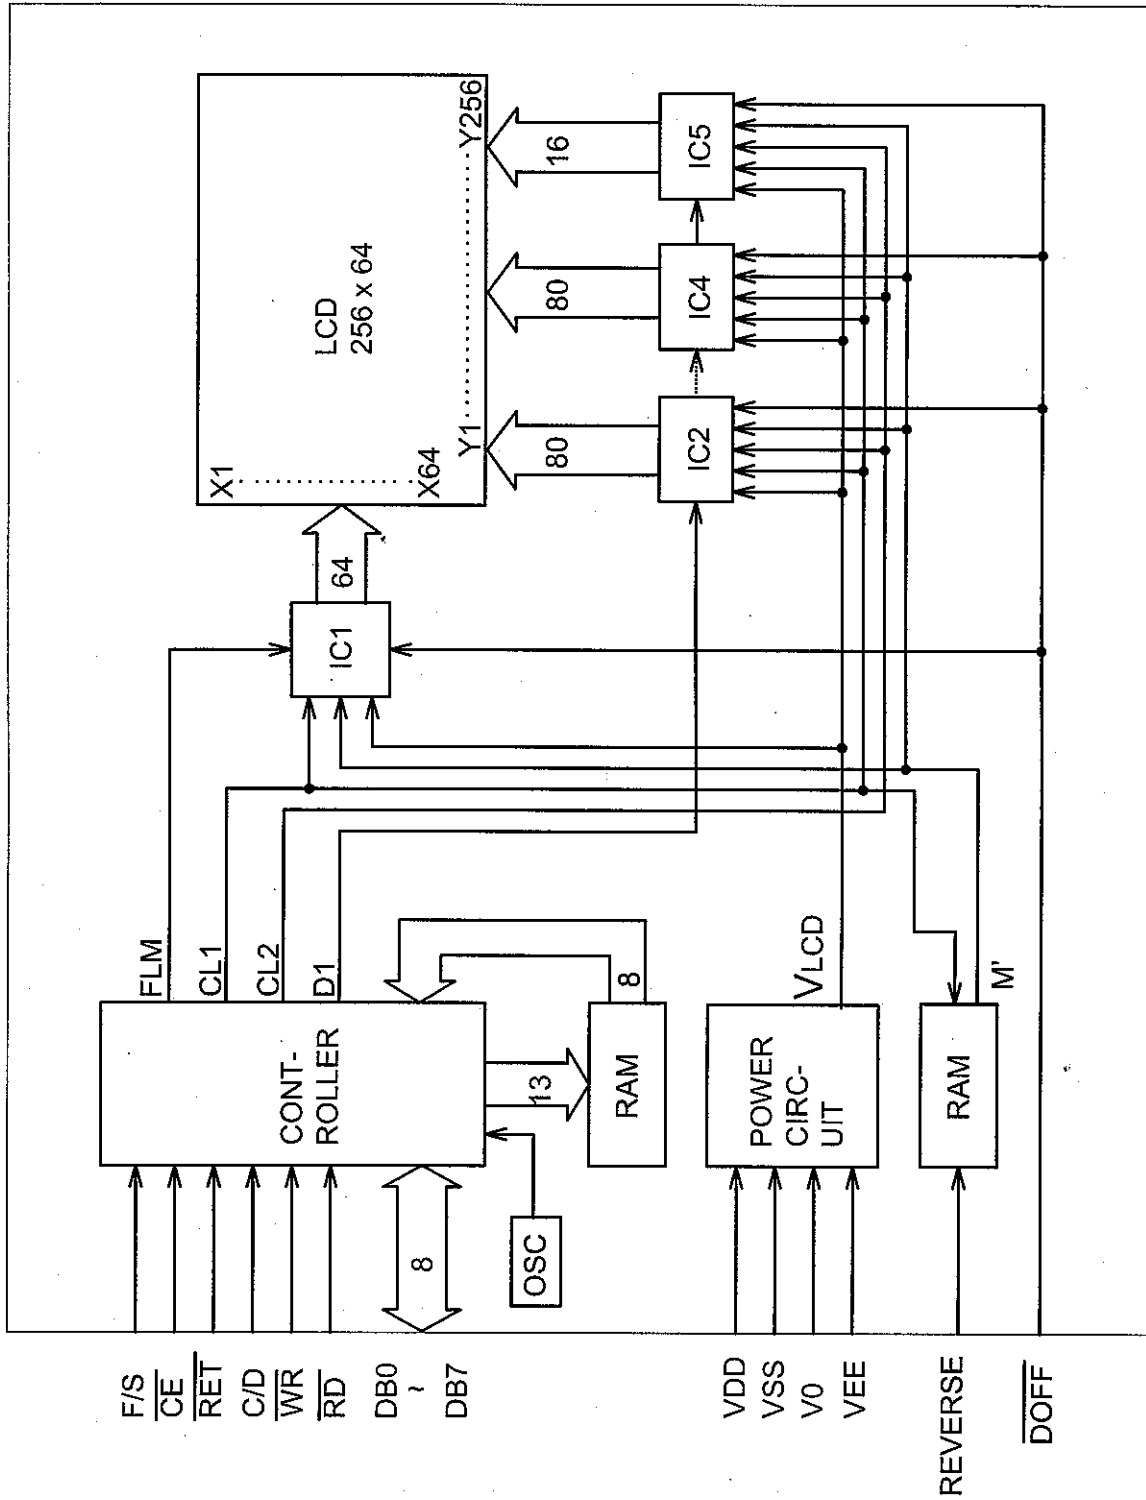 F/S
CE
RET
C/D
WR
RD
DB0
~
DB7
VDD
VSS
V0
VEE
REVERSE
DOFF
CONT-
ROLLER
8
OSC
13
RAM
8
POWER
CIRC-
UIT
RAM
FLM
CL1
CL2
D1
VLCD
M'
IC1
64
LCD
256 x 64
X1
X64
Y1
Y256
80
80
16
IC2
IC4
IC5